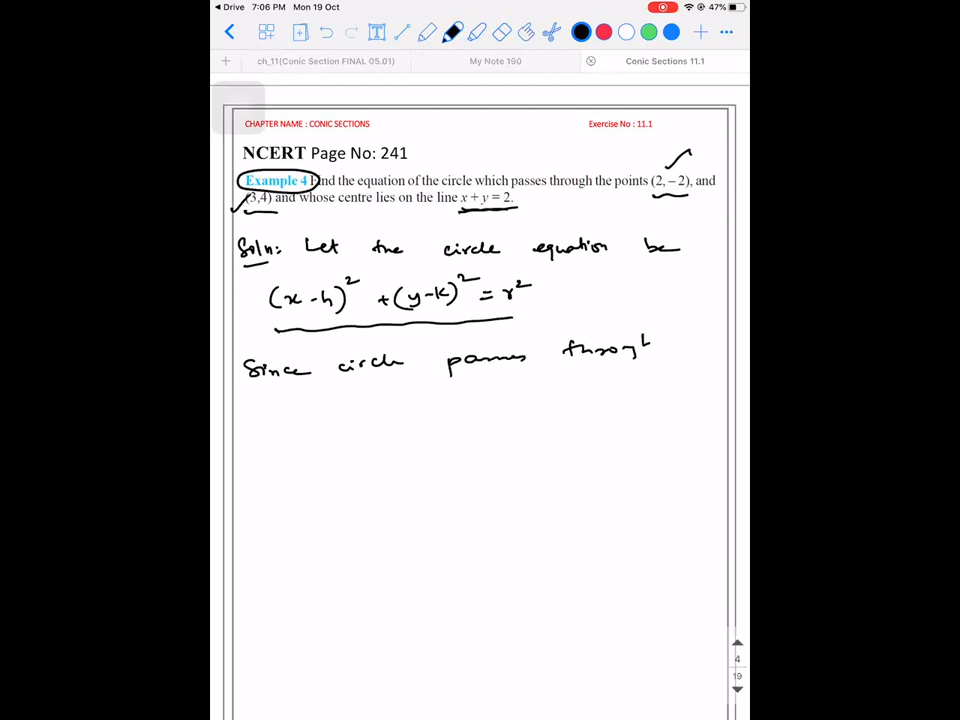 Drive 7:06 PM Mon 19 Oct 47%
ch_11(Conic Section FINAL 05.01) My Note 190 Conic Sections 11.1
CHAPTER NAME : CONIC SECTIONS Exercise No : 11.1
NCERT Page No: 241
Example 4 Find the equation of the circle which passes through the points (2, – 2), and
(3,4) and whose centre lies on the line x + y = 2.
Soln: Let the circle equation be
(x-h)² + (y-k)² = r²
Since circle passes through
4
19